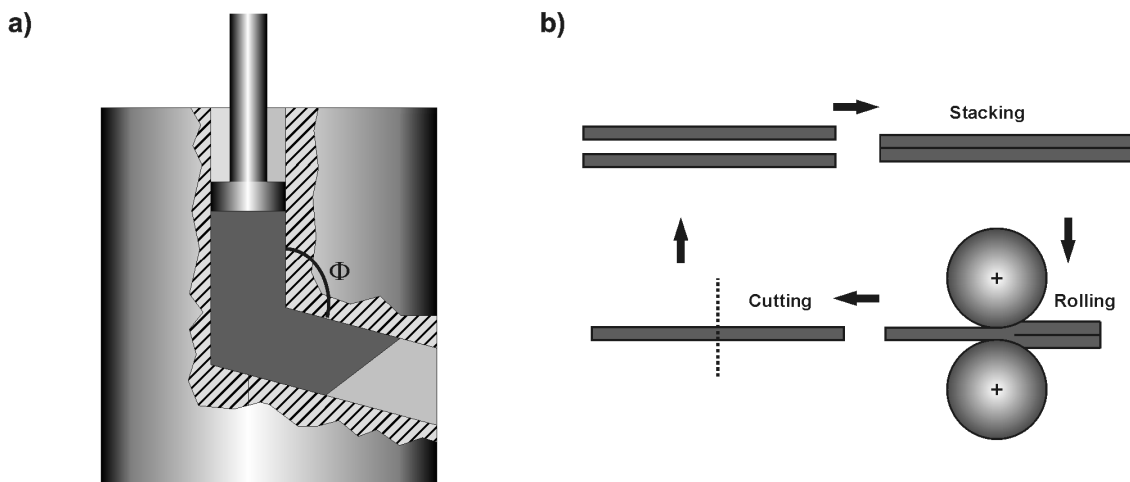 a)
Φ
b)
Stacking
Cutting
Rolling